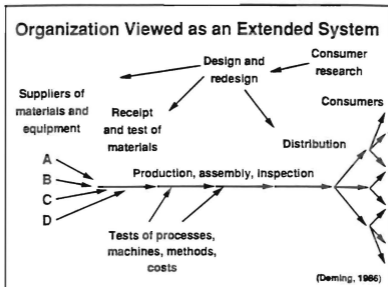 Organization Viewed as an Extended System
Design and
redesign
Consumer
research
Suppliers of
materials and
equipment
Receipt
and test of
materials
Consumers
Distribution
A
B
C
D
Production, assembly, inspection
Tests of processes,
machines, methods,
costs
(Deming, 1986)